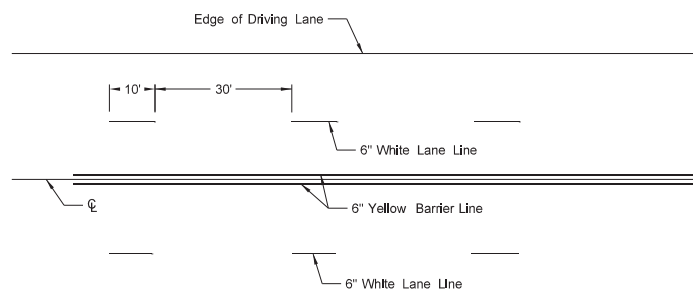 Edge of Driving Lane
10'
30'
6" White Lane Line
℄
6" Yellow Barrier Line
6" White Lane Line